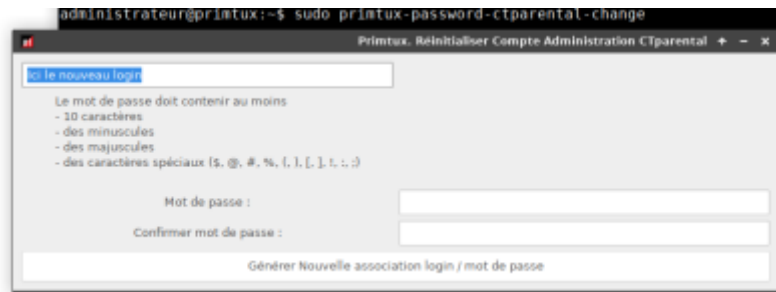 administrateur@primtux:~$ sudo primtux-password-ctparental-change
Primtux. Réinitialiser Compte Administration CTparental
ici le nouveau login
Le mot de passe doit contenir au moins
- 10 caractères
- des minuscules
- des majuscules
- des caractères spéciaux ($, @, #, %, {, }, [, ], !, :, ;)
Mot de passe :
Confirmer mot de passe :
Générer Nouvelle association login / mot de passe